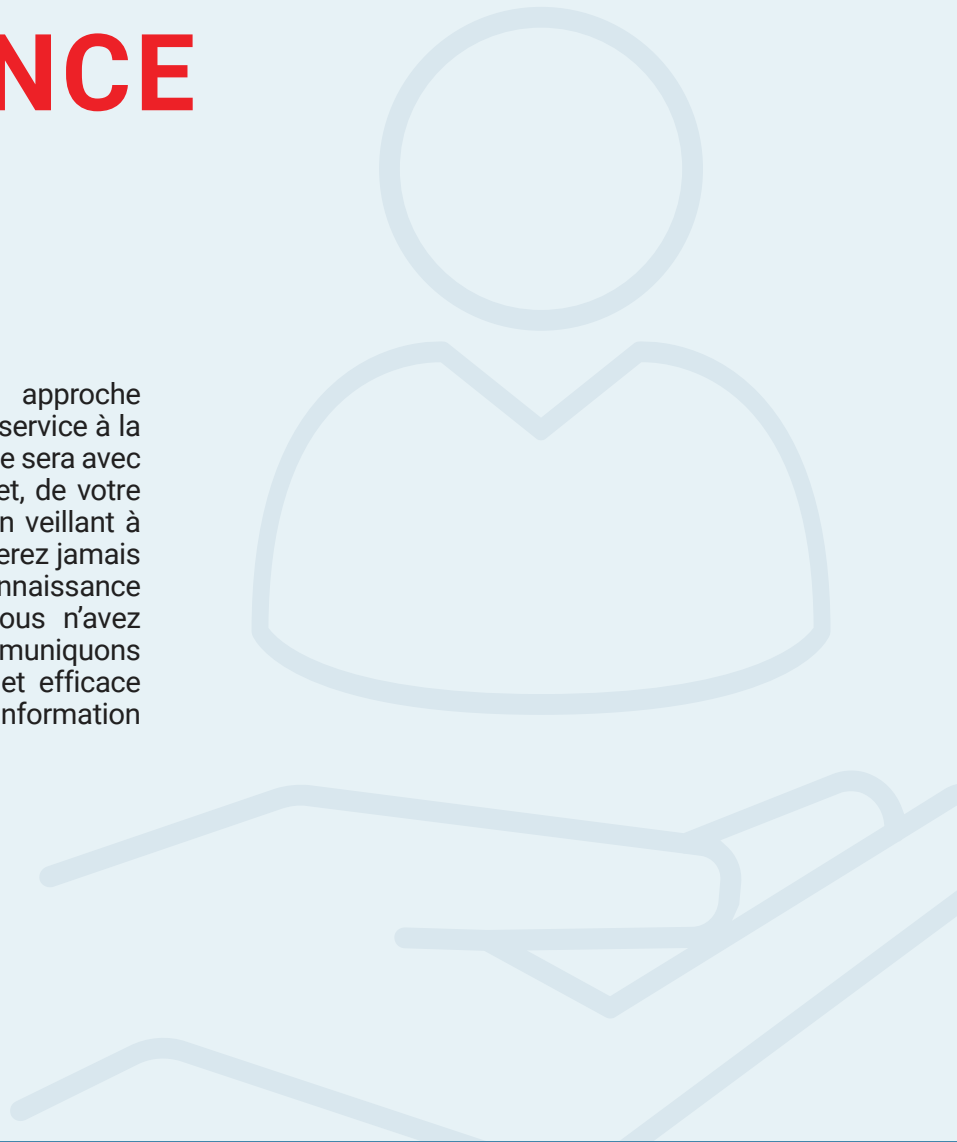 NCE
approche
service à la
e sera avec
et, de votre
n veillant à
erez jamais
nnaissance
ous n’avez
muniquons
et efficace
nformation